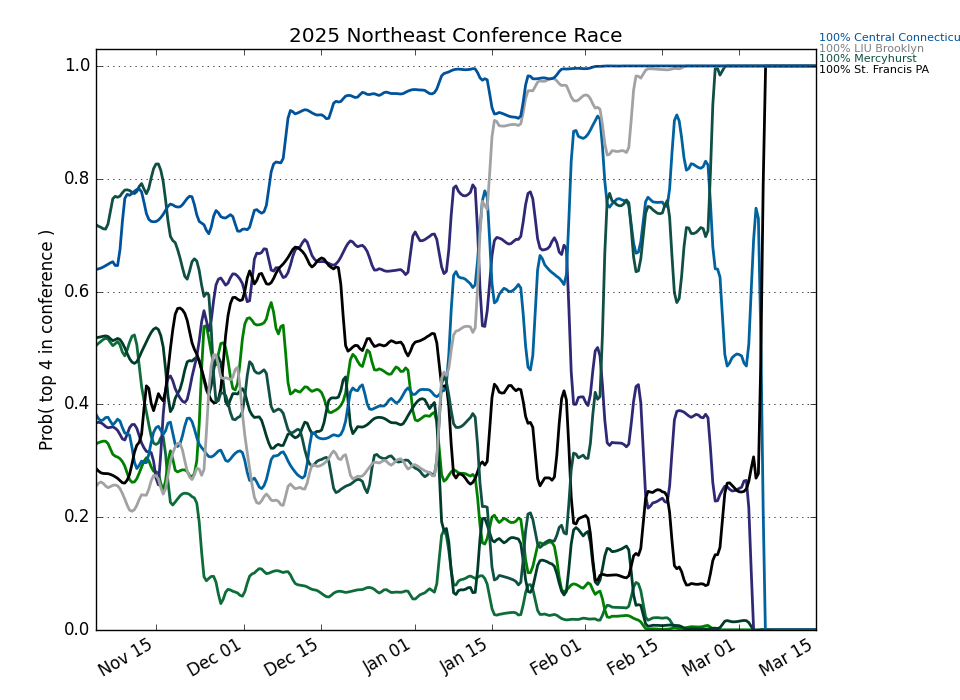 2025 Northeast Conference Race
100% Central Connecticu
100% LIU Brooklyn
100% Mercyhurst
100% St. Francis PA
Prob( top 4 in conference )
1.0
0.8
0.6
0.4
0.2
0.0
Nov 15
Dec 01
Dec 15
Jan 01
Jan 15
Feb 01
Feb 15
Mar 01
Mar 15